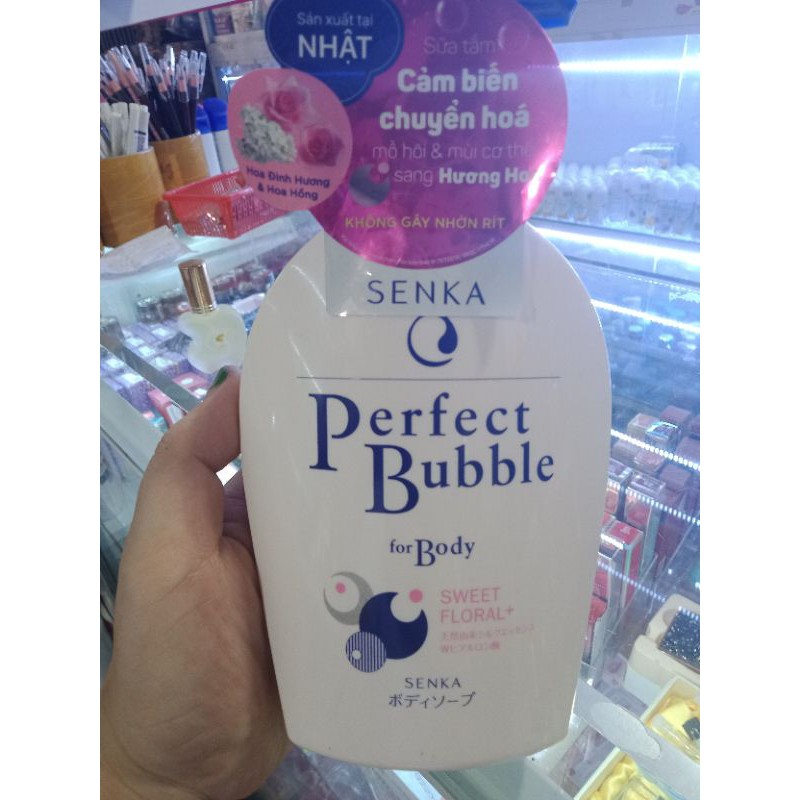 Sản xuất tại
NHẬT
Sữa tắm
Cảm biến
chuyển hoá
mồ hôi & mùi cơ thể
sang Hương Ho
Hoa Đinh Hương
& Hoa Hồng
KHÔNG GÂY NHỜN RÍT
SENKA
Perfect
Bubble
for Body
SWEET
FLORAL+
SENKA
ボディソープ